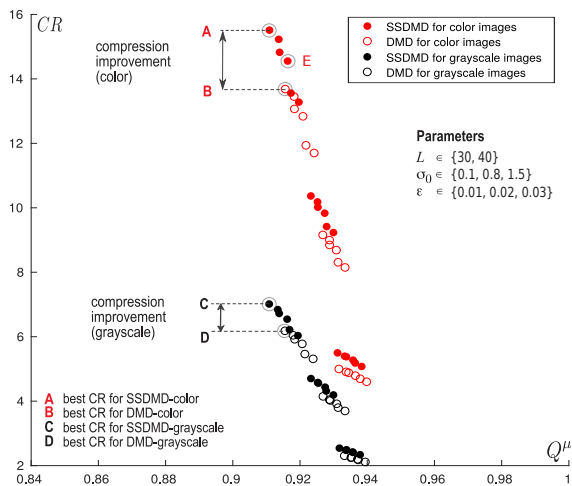 CR
16
14
12
10
8
6
4
2
0.84
0.86
0.88
0.9
0.92
0.94
0.96
0.98
1
Q^μ
A
compression
improvement
(color)
B
E
SSDMD for color images
DMD for color images
SSDMD for grayscale images
DMD for grayscale images
Parameters
L ∈ {30, 40}
σ₀ ∈ {0.1, 0.8, 1.5}
ε ∈ {0.01, 0.02, 0.03}
compression
improvement
(grayscale)
C
D
A best CR for SSDMD-color
B best CR for DMD-color
C best CR for SSDMD-grayscale
D best CR for DMD-grayscale